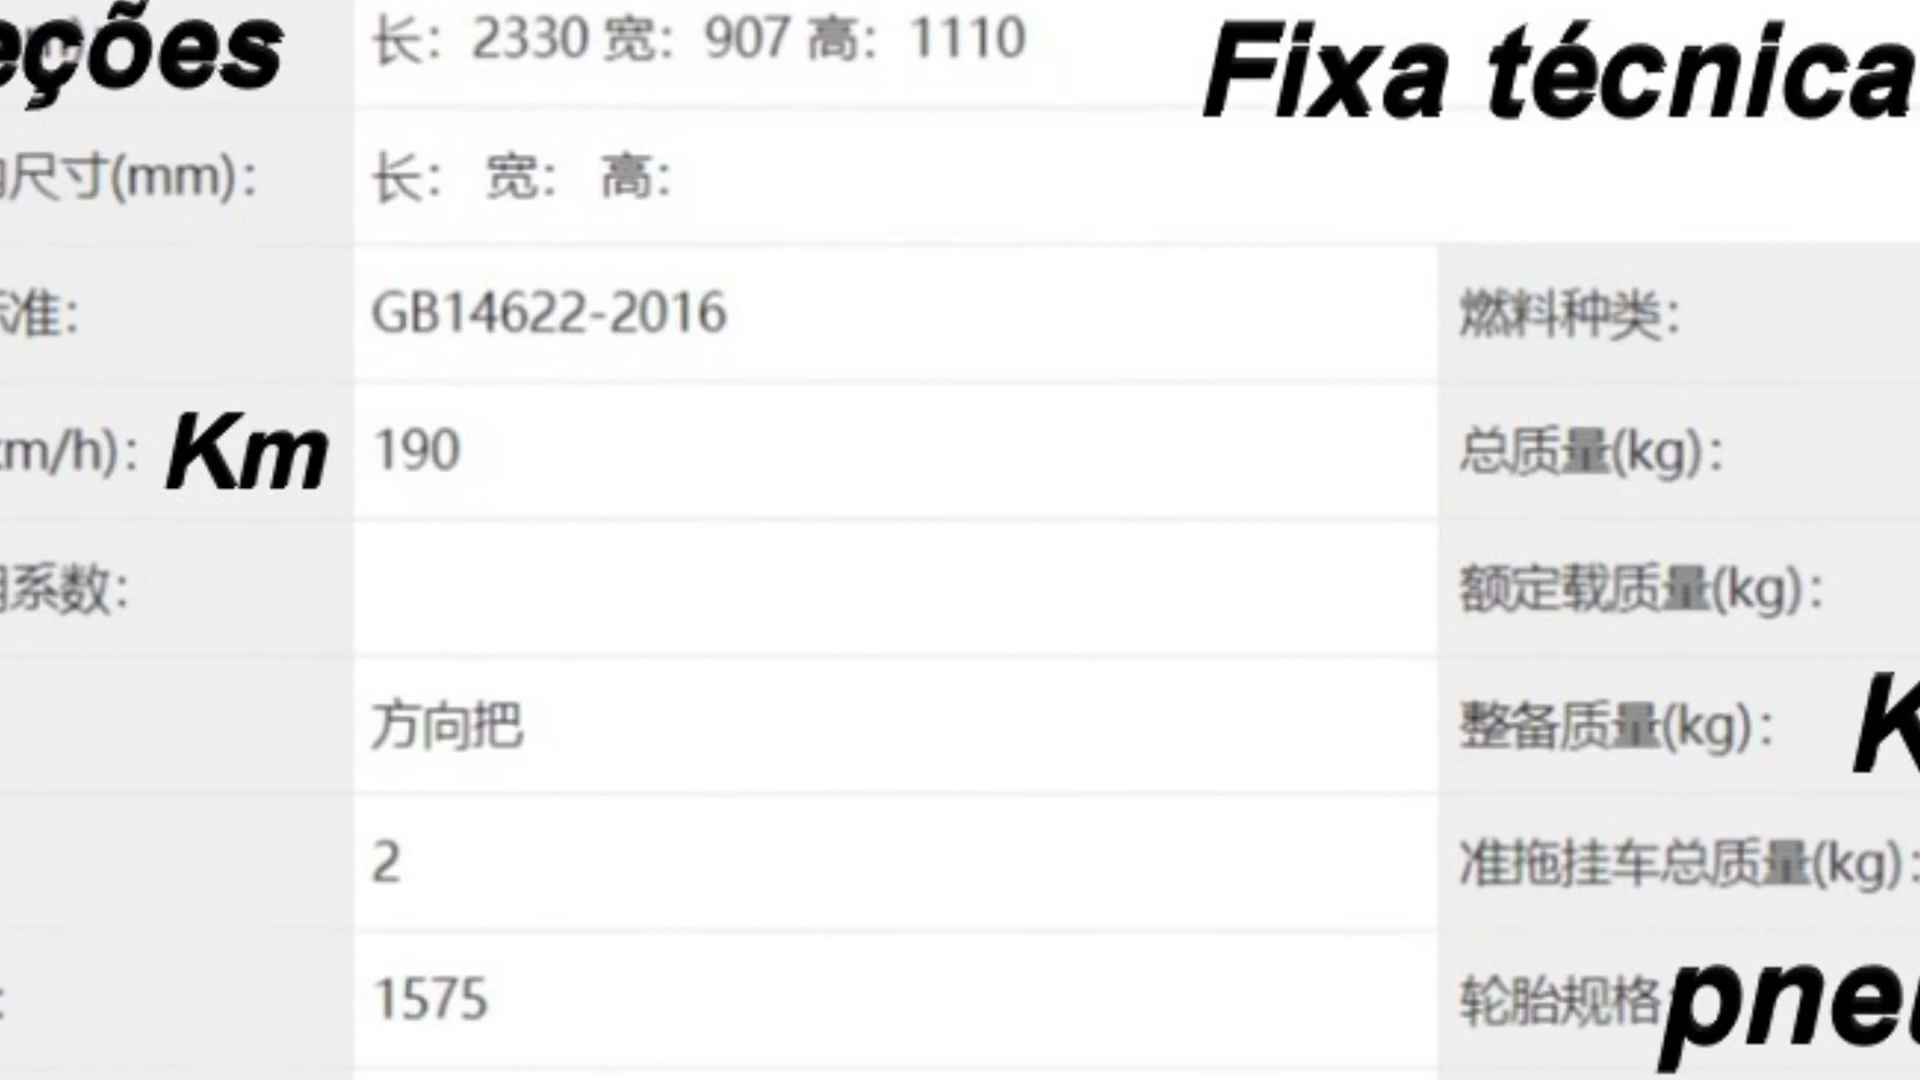 长：2330 宽：907 高：1110
Fixa técnica
尺寸(mm)：
长： 宽： 高：
准：
GB14622-2016
燃料种类：
m/h)： Km
190
总质量(kg)：
系数：
额定载质量(kg)：
方向把
整备质量(kg)：
2
准拖挂车总质量(kg)：
1575
轮胎规格